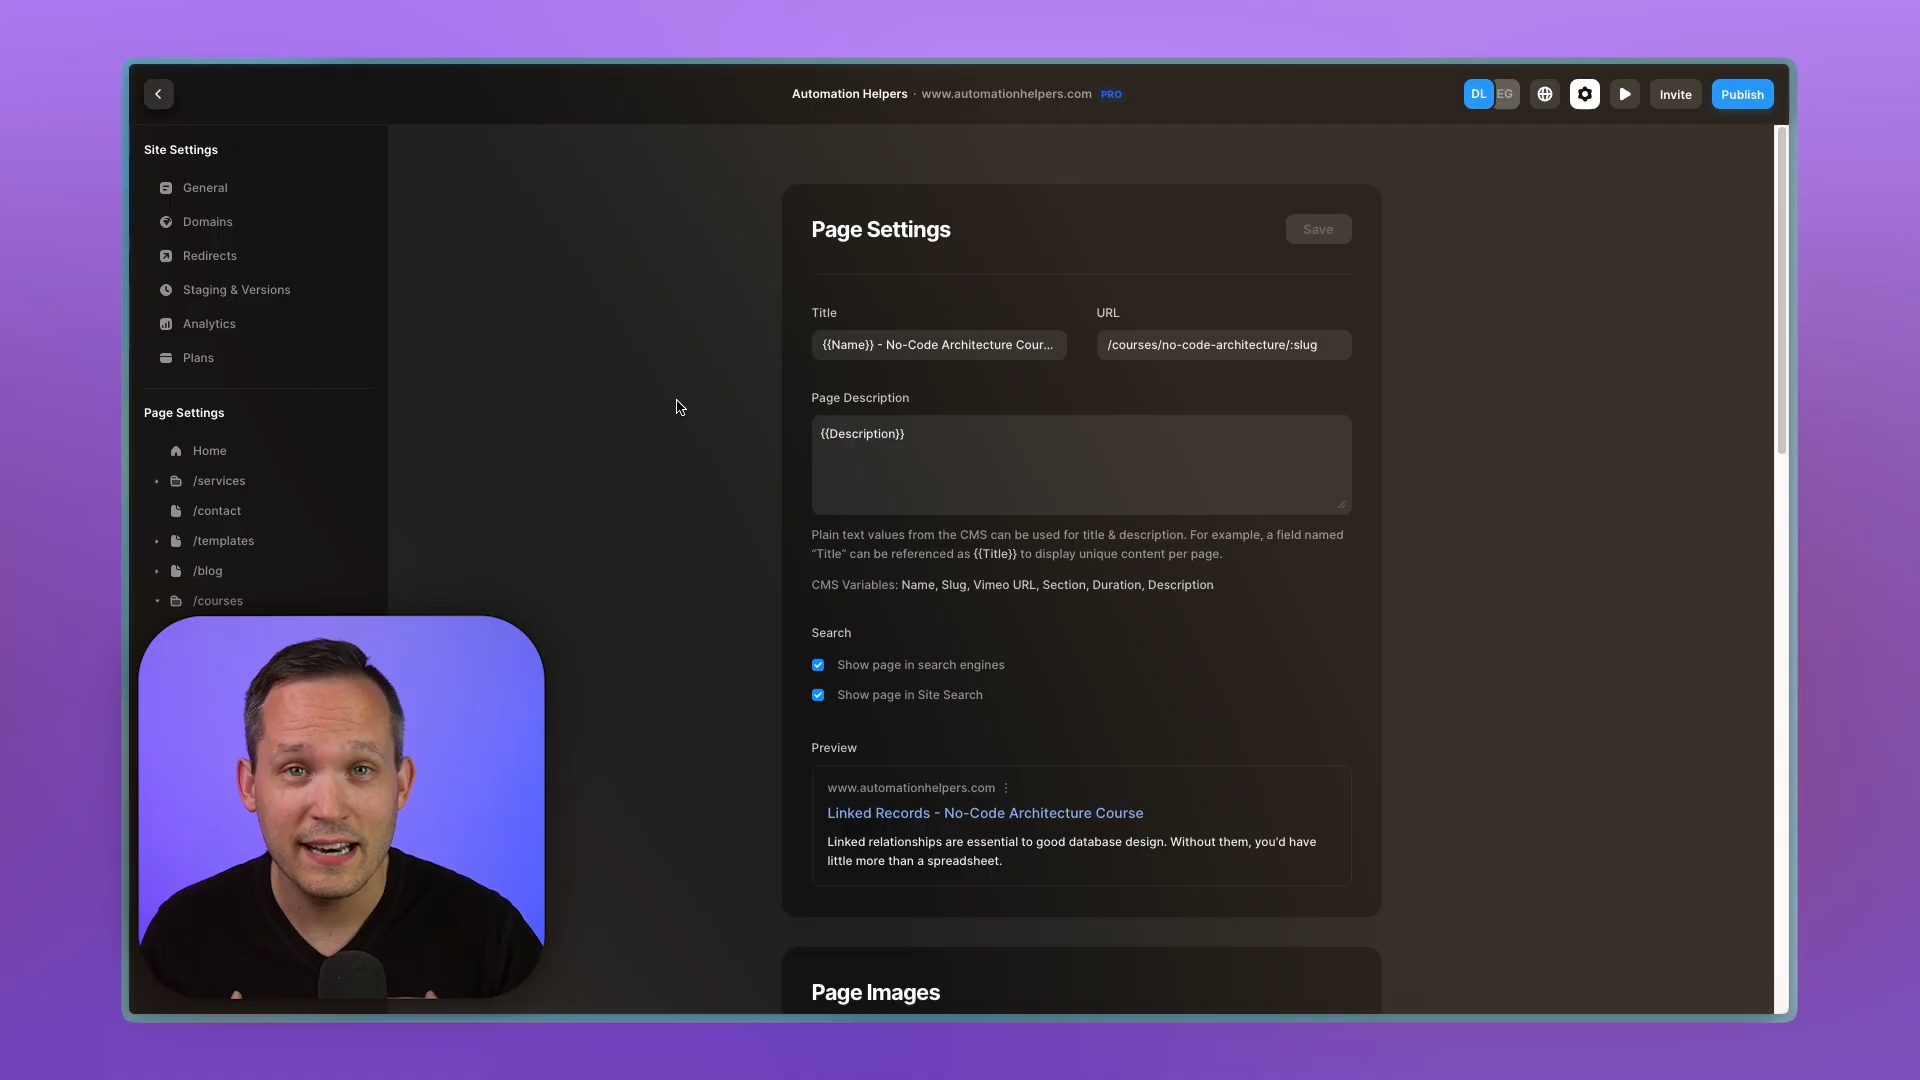 Automation Helpers · www.automationhelpers.com PRO
DL EG
Invite
Publish
Site Settings
General
Domains
Redirects
Staging & Versions
Analytics
Plans
Page Settings
Home
/services
/contact
/templates
/blog
/courses
Page Settings
Save
Title
URL
{{Name}} - No-Code Architecture Cour...
/courses/no-code-architecture/:slug
Page Description
{{Description}}
Plain text values from the CMS can be used for title & description. For example, a field named
“Title” can be referenced as {{Title}} to display unique content per page.
CMS Variables: Name, Slug, Vimeo URL, Section, Duration, Description
Search
Show page in search engines
Show page in Site Search
Preview
www.automationhelpers.com
Linked Records - No-Code Architecture Course
Linked relationships are essential to good database design. Without them, you'd have
little more than a spreadsheet.
Page Images